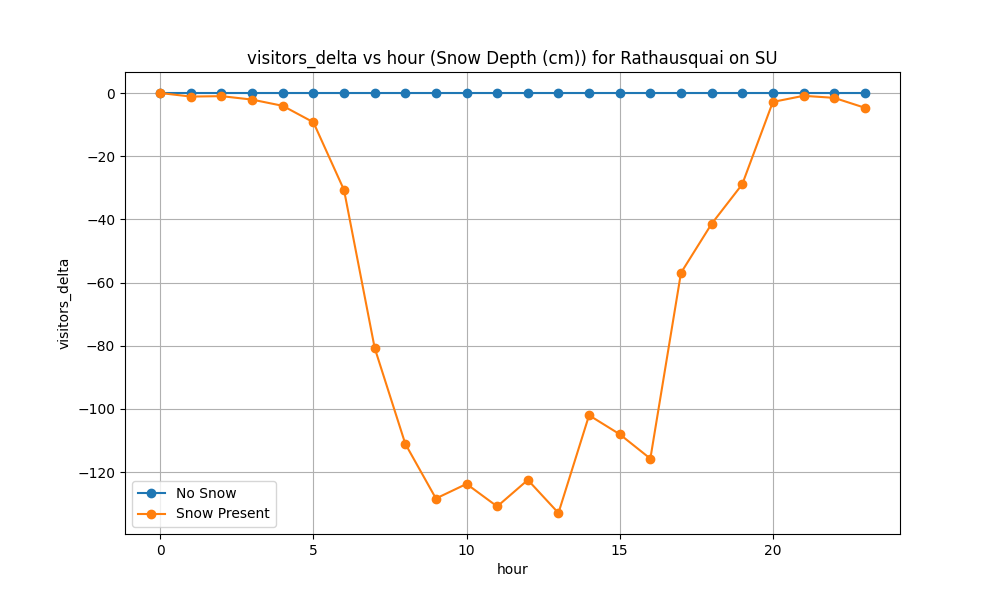 visitors_delta vs hour (Snow Depth (cm)) for Rathausquai on SU
visitors_delta
0
−20
−40
−60
−80
−100
−120
No Snow
Snow Present
0 5 10 15 20
hour